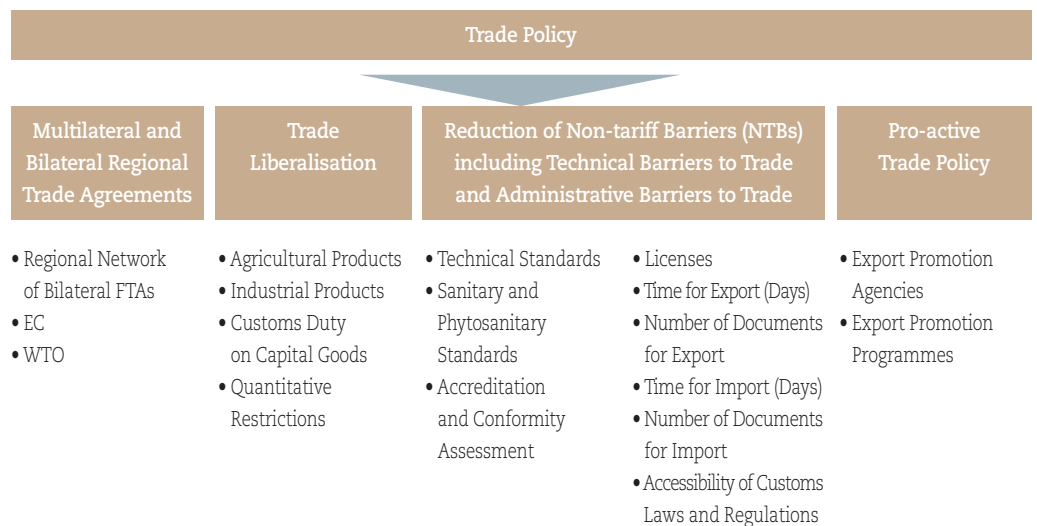 Trade Policy
Multilateral and
Bilateral Regional
Trade Agreements
Trade
Liberalisation
Reduction of Non-tariff Barriers (NTBs)
including Technical Barriers to Trade
and Administrative Barriers to Trade
Pro-active
Trade Policy
• Regional Network
of Bilateral FTAs
• EC
• WTO
• Agricultural Products
• Industrial Products
• Customs Duty
on Capital Goods
• Quantitative
Restrictions
• Technical Standards
• Sanitary and
Phytosanitary
Standards
• Accreditation
and Conformity
Assessment
• Licenses
• Time for Export (Days)
• Number of Documents
for Export
• Time for Import (Days)
• Number of Documents
for Import
• Accessibility of Customs
Laws and Regulations
• Export Promotion
Agencies
• Export Promotion
Programmes